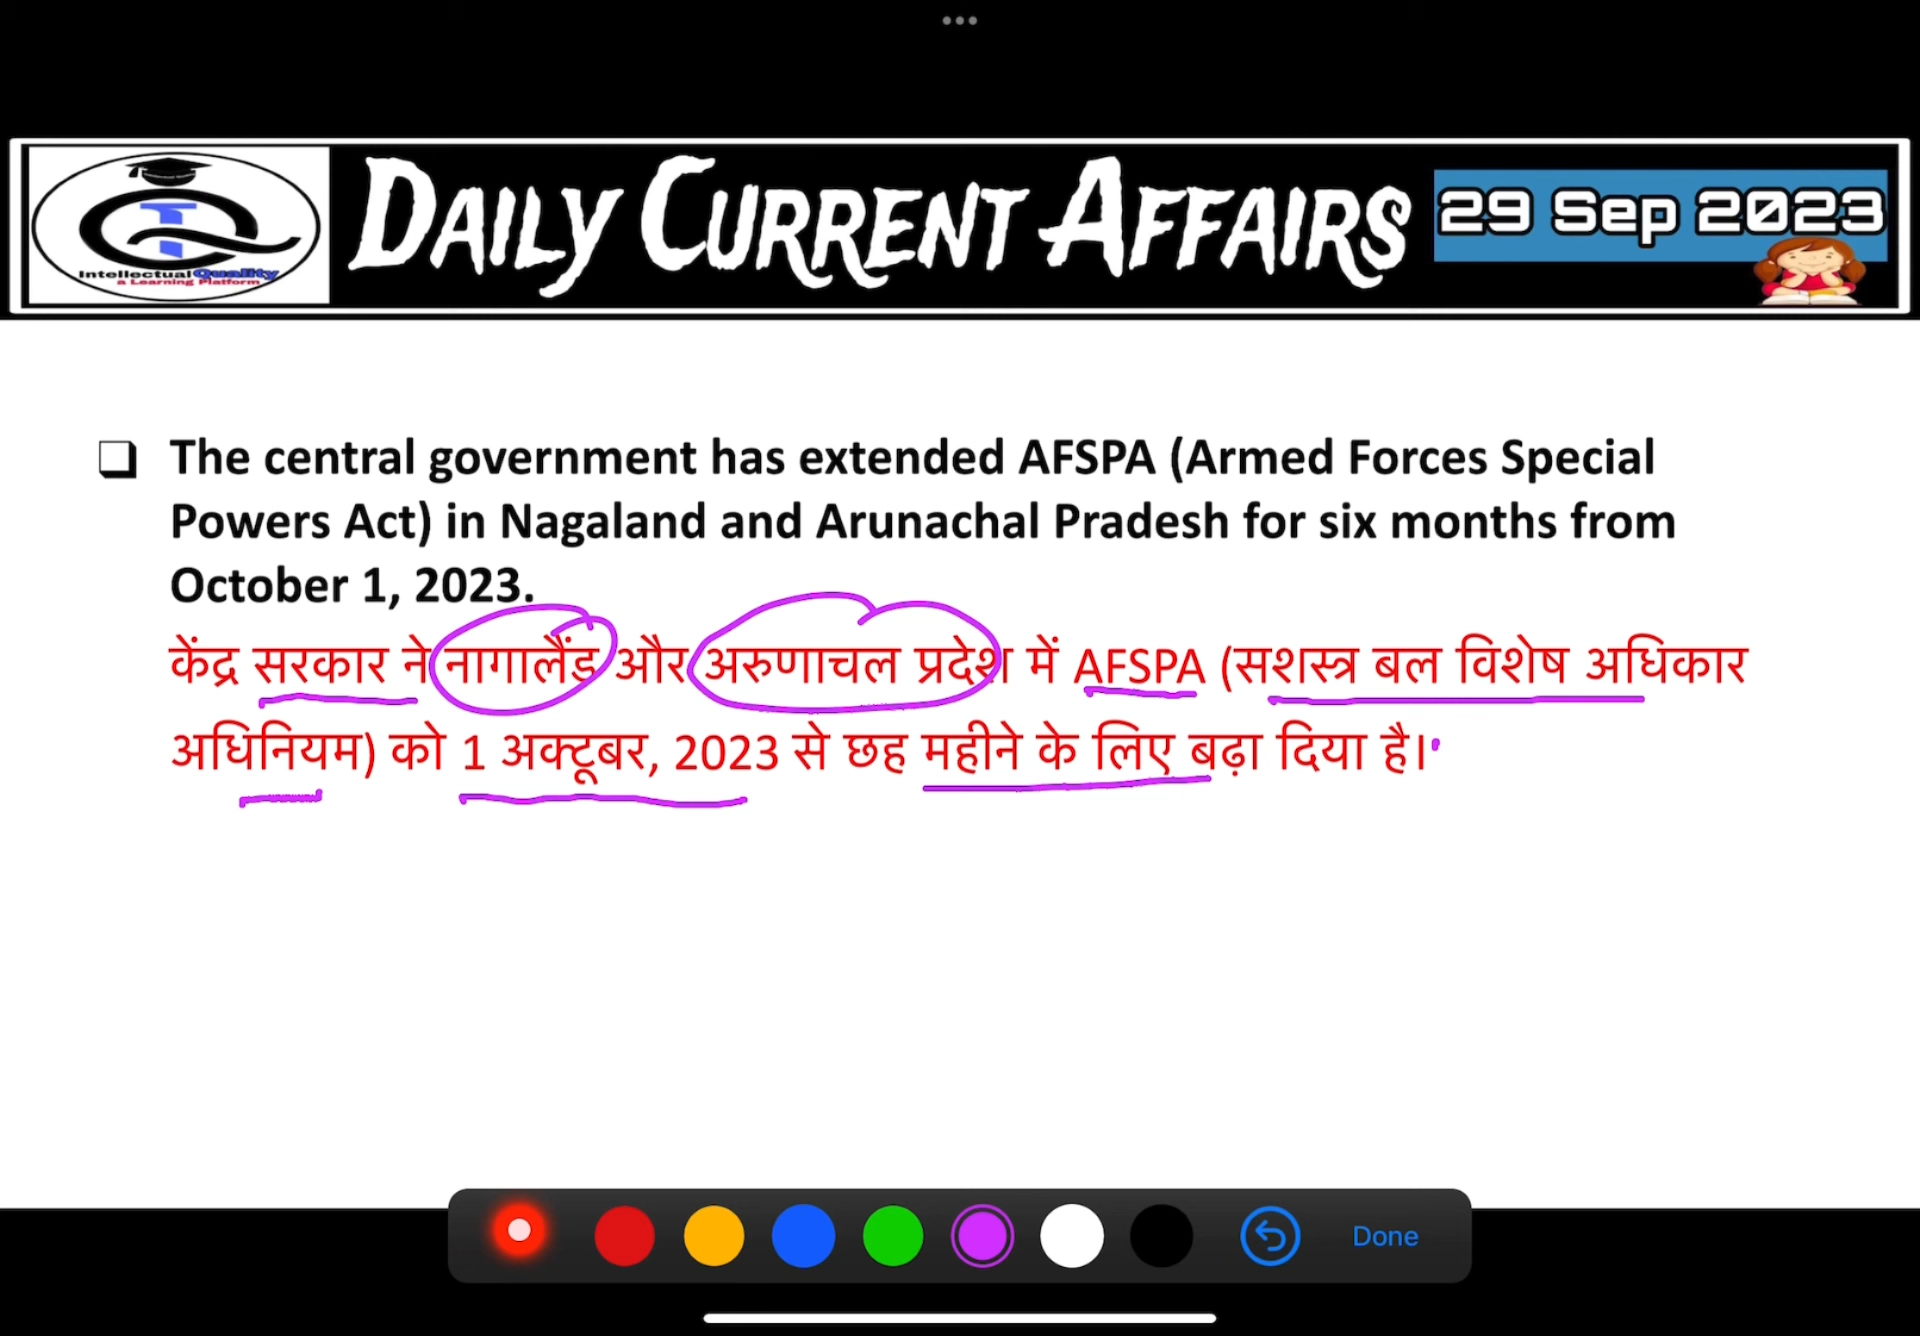 DAILY CURRENT AFFAIRS
29 Sep 2023
IntellectualQuality
a Learning Platform
The central government has extended AFSPA (Armed Forces Special
Powers Act) in Nagaland and Arunachal Pradesh for six months from
October 1, 2023.
केंद्र सरकार ने नागालैंड और अरुणाचल प्रदेश में AFSPA (सशस्त्र बल विशेष अधिकार
अधिनियम) को 1 अक्टूबर, 2023 से छह महीने के लिए बढ़ा दिया है।
Done